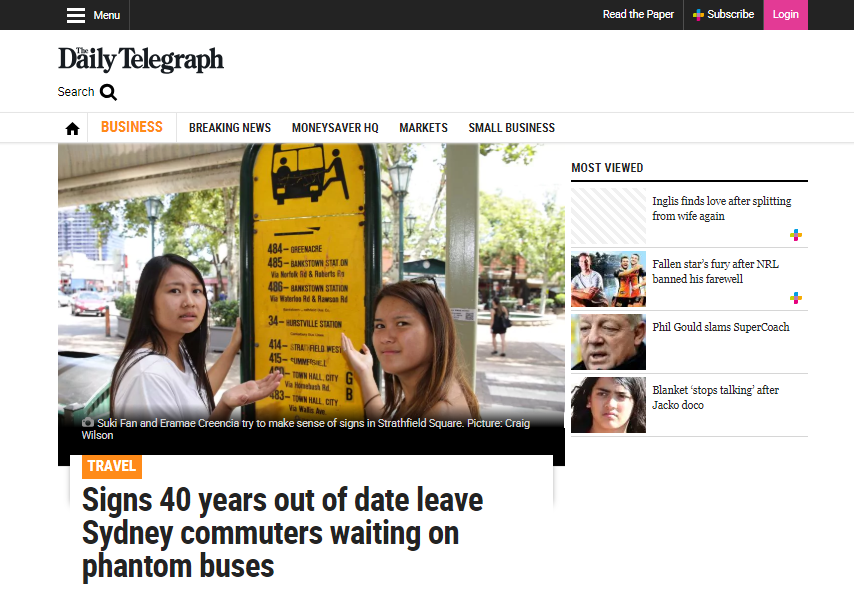 Menu
Read the Paper
Subscribe
Login
The
Daily Telegraph
Search
BUSINESS
BREAKING NEWS
MONEYSAVER HQ
MARKETS
SMALL BUSINESS
484 – GREENACRE
485 – BANKSTOWN STATION
Via Norfolk Rd & Roberts Rd
486 – BANKSTOWN STATION
Via Waterloo Rd & Rawson Rd
34 – HURSTVILLE STATION
414 – STRATHFIELD WEST
415 – SUMMER HILL
TOWN HALL, CITY
Via Homebush Rd.
G
483 – TOWN HALL, CITY
B
Via Wallis Ave.
Suki Fan and Eramae Creencia try to make sense of signs in Strathfield Square. Picture: Craig
Wilson
TRAVEL
Signs 40 years out of date leave
Sydney commuters waiting on
phantom buses
MOST VIEWED
Inglis finds love after splitting
from wife again
Fallen star’s fury after NRL
banned his farewell
Phil Gould slams SuperCoach
Blanket ‘stops talking’ after
Jacko doco